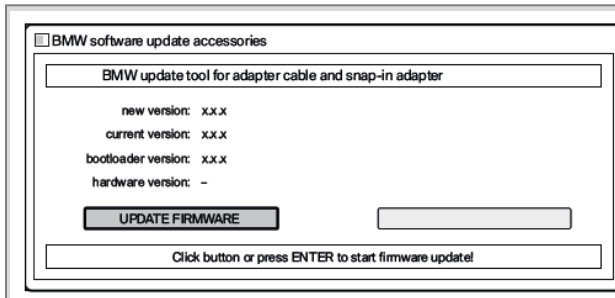 BMW software update accessories
BMW update tool for adapter cable and snap-in adapter
new version: x.x.x
current version: x.x.x
bootloader version: x.x.x
hardware version: –
UPDATE FIRMWARE
Click button or press ENTER to start firmware update!